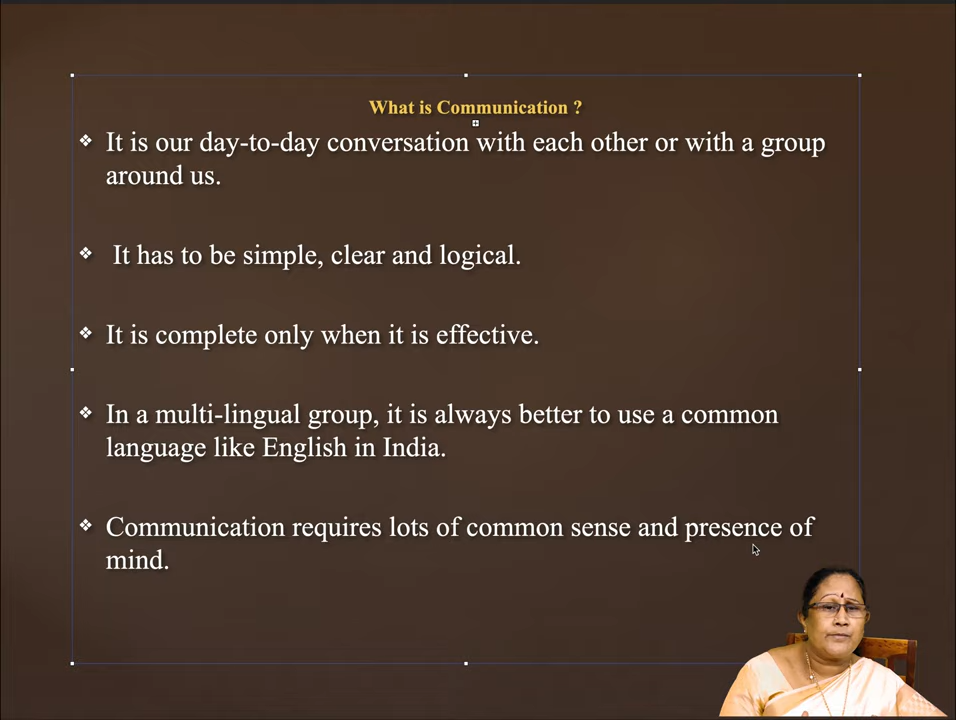 What is Communication ?
❖ It is our day-to-day conversation with each other or with a group
around us.
❖ It has to be simple, clear and logical.
❖ It is complete only when it is effective.
❖ In a multi-lingual group, it is always better to use a common
language like English in India.
❖ Communication requires lots of common sense and presence of
mind.